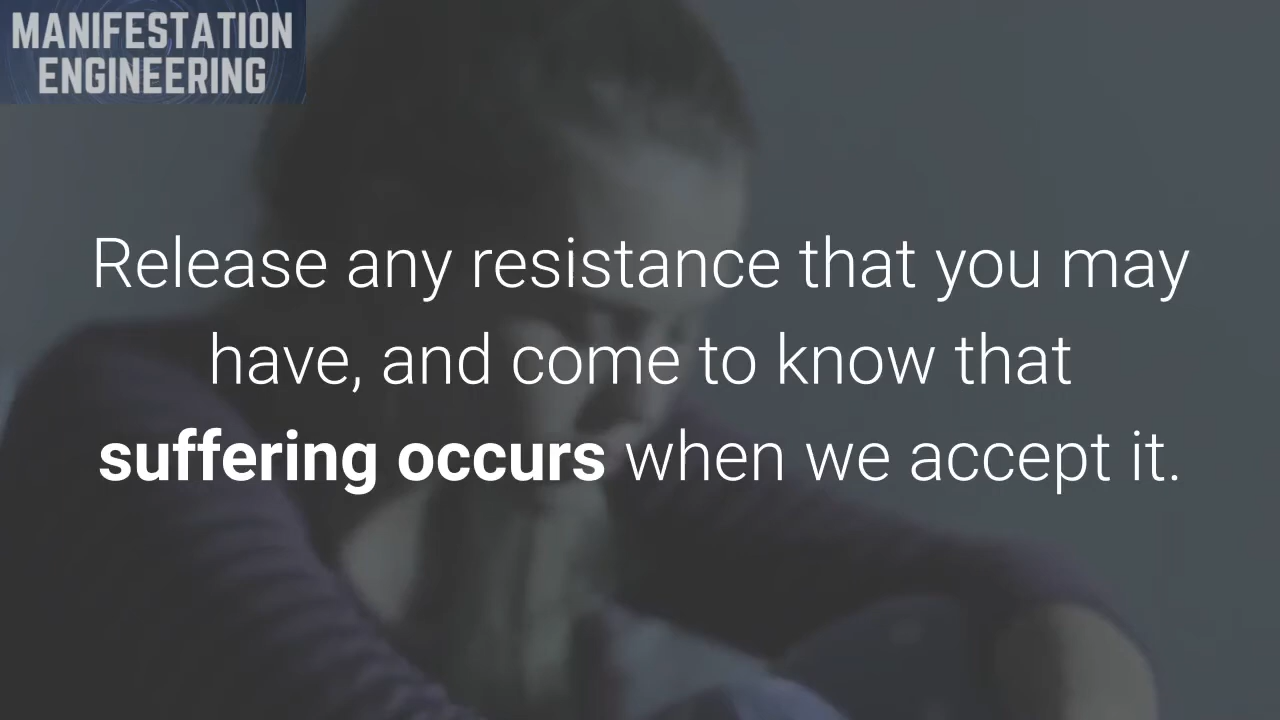 MANIFESTATION
ENGINEERING
Release any resistance that you may
have, and come to know that
suffering occurs when we accept it.